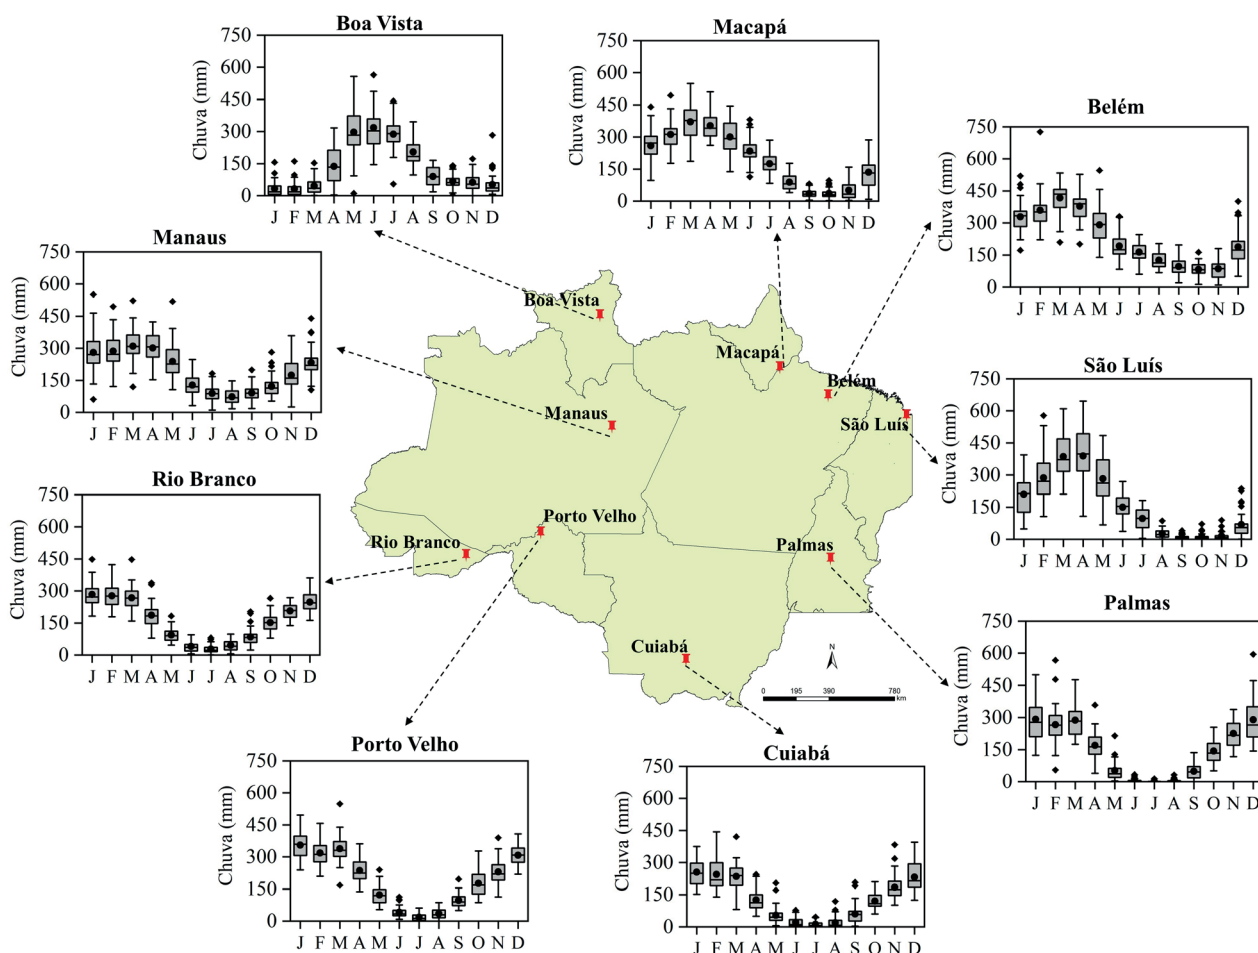 Boa Vista
Chuva (mm)
750
600
450
300
150
0
J F M A M J J A S O N D
Macapá
Chuva (mm)
750
600
450
300
150
0
J F M A M J J A S O N D
Belém
Chuva (mm)
750
600
450
300
150
0
J F M A M J J A S O N D
Manaus
Chuva (mm)
750
600
450
300
150
0
J F M A M J J A S O N D
São Luís
Chuva (mm)
750
600
450
300
150
0
J F M A M J J A S O N D
Rio Branco
Chuva (mm)
750
600
450
300
150
0
J F M A M J J A S O N D
Palmas
Chuva (mm)
750
600
450
300
150
0
J F M A M J J A S O N D
Porto Velho
Chuva (mm)
750
600
450
300
150
0
J F M A M J J A S O N D
Cuiabá
Chuva (mm)
750
600
450
300
150
0
J F M A M J J A S O N D
Boa Vista
Macapá
Belém
Manaus
São Luís
Porto Velho
Rio Branco
Palmas
Cuiabá
N
0 195 390 780
km